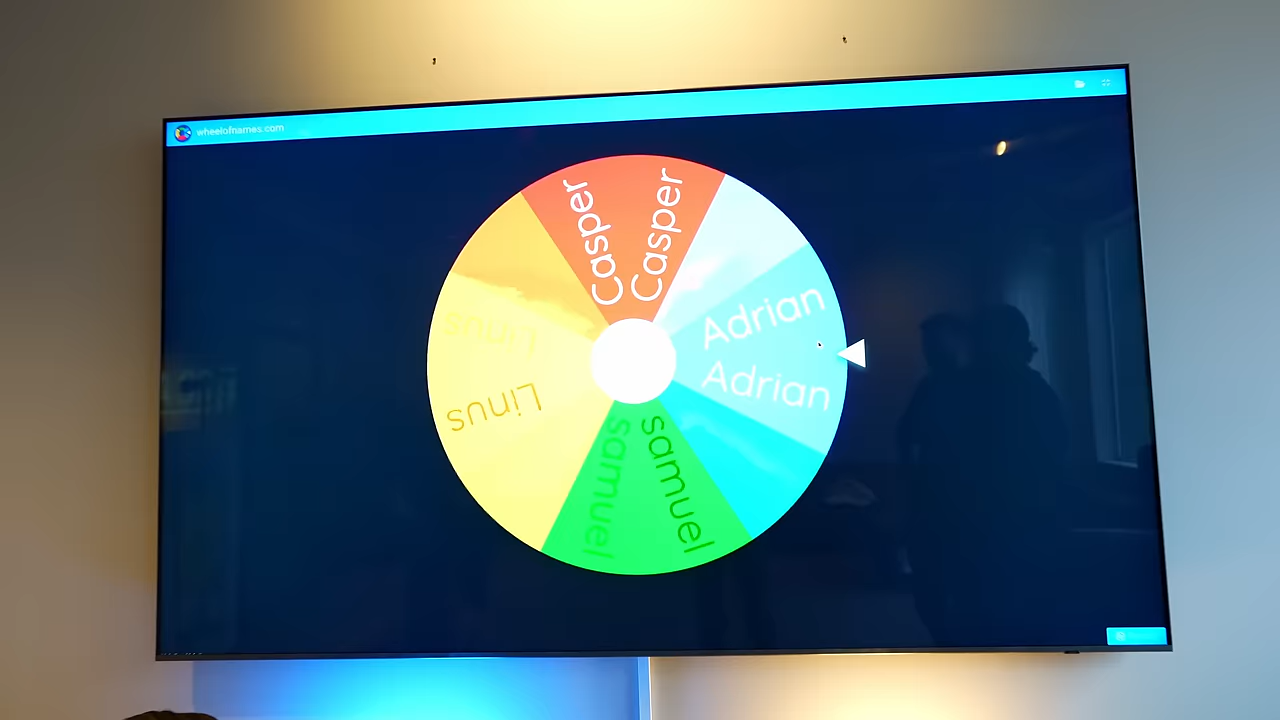 wheelofnames.com
Casper
Casper
Adrian
Adrian
samuel
samuel
Linus
Linus